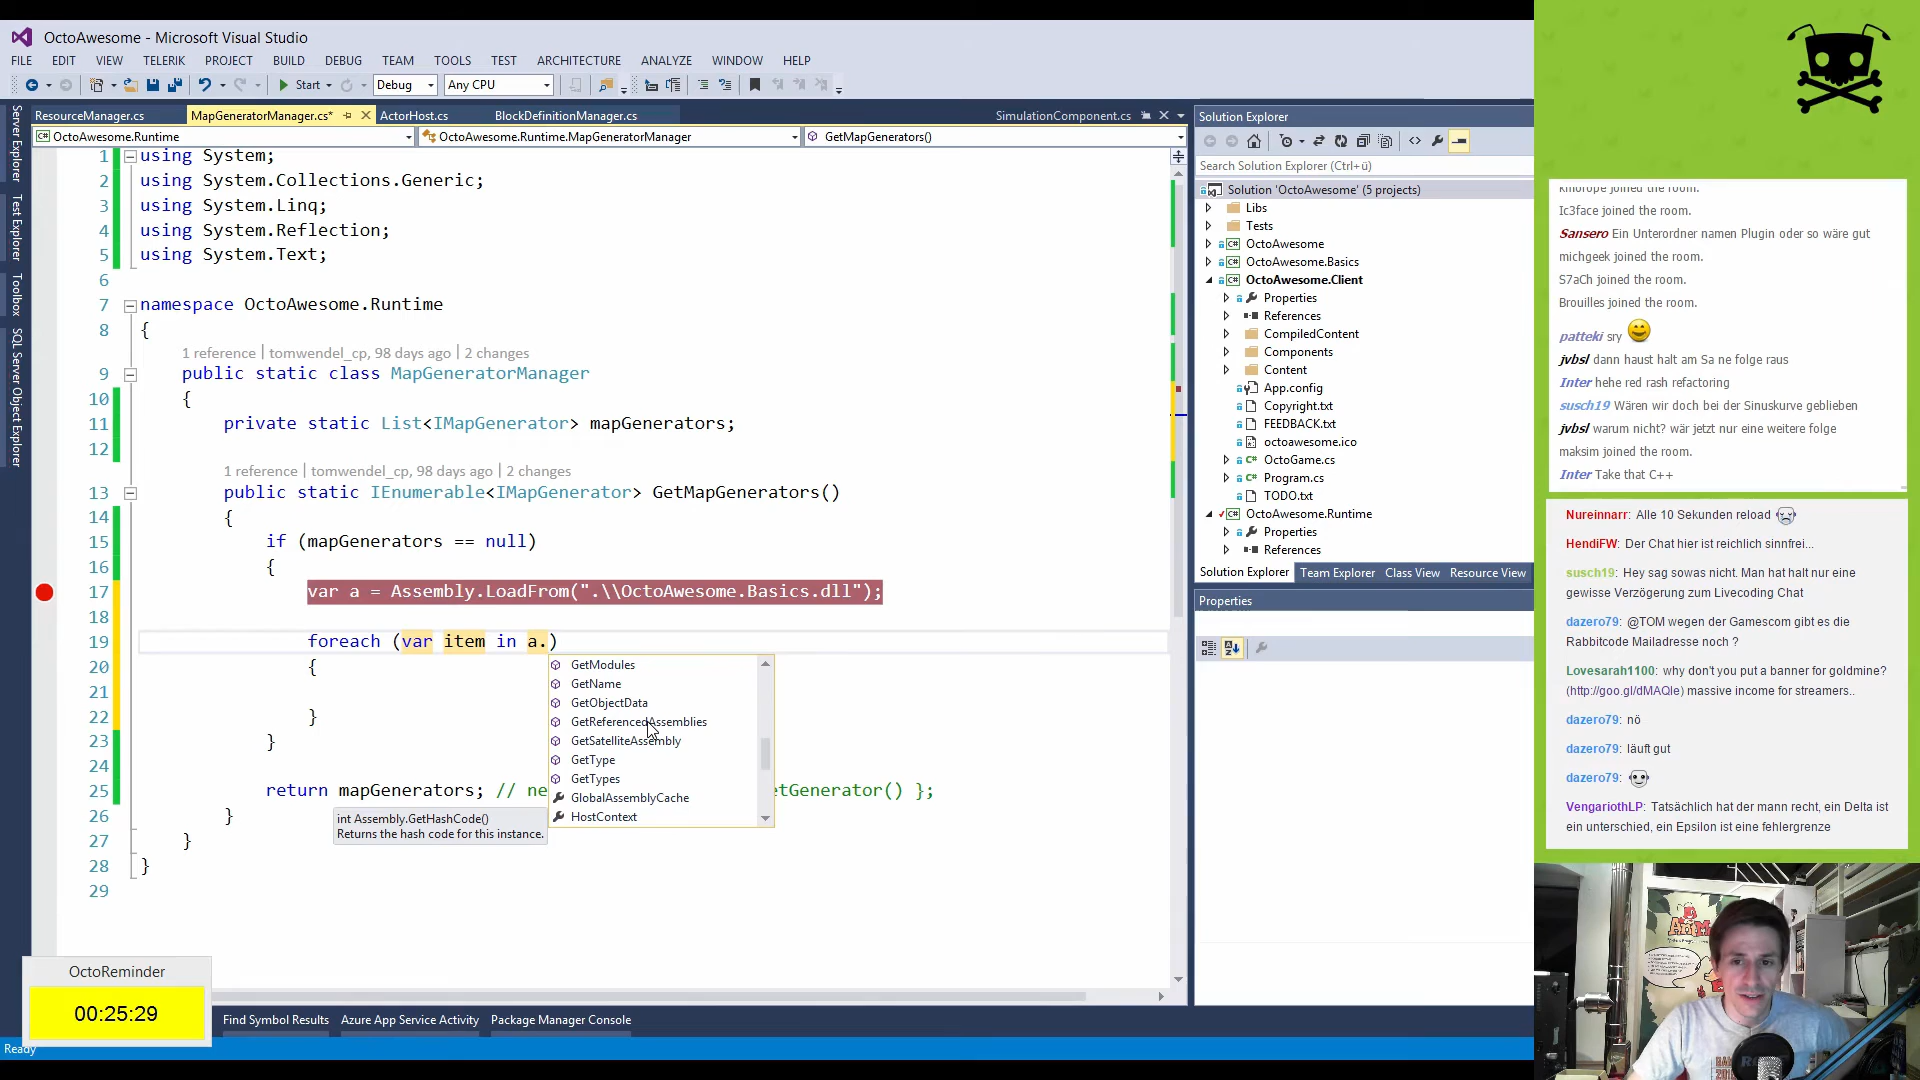 OctoAwesome - Microsoft Visual Studio
FILE EDIT VIEW TELERIK PROJECT BUILD DEBUG TEAM TOOLS TEST ARCHITECTURE ANALYZE WINDOW HELP
Start Debug Any CPU
ResourceManager.cs MapGeneratorManager.cs* ActorHost.cs BlockDefinitionManager.cs SimulationComponent.cs
OctoAwesome.Runtime OctoAwesome.Runtime.MapGeneratorManager GetMapGenerators()
Server Explorer
Test Explorer
Toolbox
SQL Server Object Explorer
1 using System;
2 using System.Collections.Generic;
3 using System.Linq;
4 using System.Reflection;
5 using System.Text;
6
7 namespace OctoAwesome.Runtime
8 {
1 reference | tomwendel_cp, 98 days ago | 2 changes
9 public static class MapGeneratorManager
10 {
11 private static List<IMapGenerator> mapGenerators;
12
1 reference | tomwendel_cp, 98 days ago | 2 changes
13 public static IEnumerable<IMapGenerator> GetMapGenerators()
14 {
15 if (mapGenerators == null)
16 {
17 var a = Assembly.LoadFrom(".\\OctoAwesome.Basics.dll");
18
19 foreach (var item in a.)
20 {
21
22 }
23 }
24
25 return mapGenerators; // ne etGenerator() };
26 }
27 }
28 }
29
GetModules
GetName
GetObjectData
GetReferencedAssemblies
GetSatelliteAssembly
GetType
GetTypes
GlobalAssemblyCache
HostContext
int Assembly.GetHashCode()
Returns the hash code for this instance.
OctoReminder
00:25:29
Find Symbol Results Azure App Service Activity Package Manager Console
Ready
Solution Explorer
Search Solution Explorer (Ctrl+ü)
Solution 'OctoAwesome' (5 projects)
Libs
Tests
OctoAwesome
OctoAwesome.Basics
OctoAwesome.Client
Properties
References
CompiledContent
Components
Content
App.config
Copyright.txt
FEEDBACK.txt
octoawesome.ico
OctoGame.cs
Program.cs
TODO.txt
OctoAwesome.Runtime
Properties
References
Solution Explorer Team Explorer Class View Resource View
Properties
joined the room.
Ic3face joined the room.
Sansero Ein Unterordner namen Plugin oder so wäre gut
michgeek joined the room.
S7aCh joined the room.
Brouilles joined the room.
patteki sry
jvbsl dann haust halt am Sa ne folge raus
Inter hehe red rash refactoring
susch19 Wären wir doch bei der Sinuskurve geblieben
jvbsl warum nicht? wär jetzt nur eine weitere folge
maksim joined the room.
Inter Take that C++
Nureinnarr: Alle 10 Sekunden reload
HendiFW: Der Chat hier ist reichlich sinnfrei...
susch19: Hey sag sowas nicht. Man hat halt nur eine
gewisse Verzögerung zum Livecoding Chat
dazero79: @TOM wegen der Gamescom gibt es die
Rabbitcode Mailadresse noch ?
Lovesarah1100: why don't you put a banner for goldmine?
(http://goo.gl/dMAQle) massive income for streamers..
dazero79: nö
dazero79: läuft gut
dazero79:
VengariothLP: Tatsächlich hat der mann recht, ein Delta ist
ein unterschied, ein Epsilon ist eine fehlergrenze